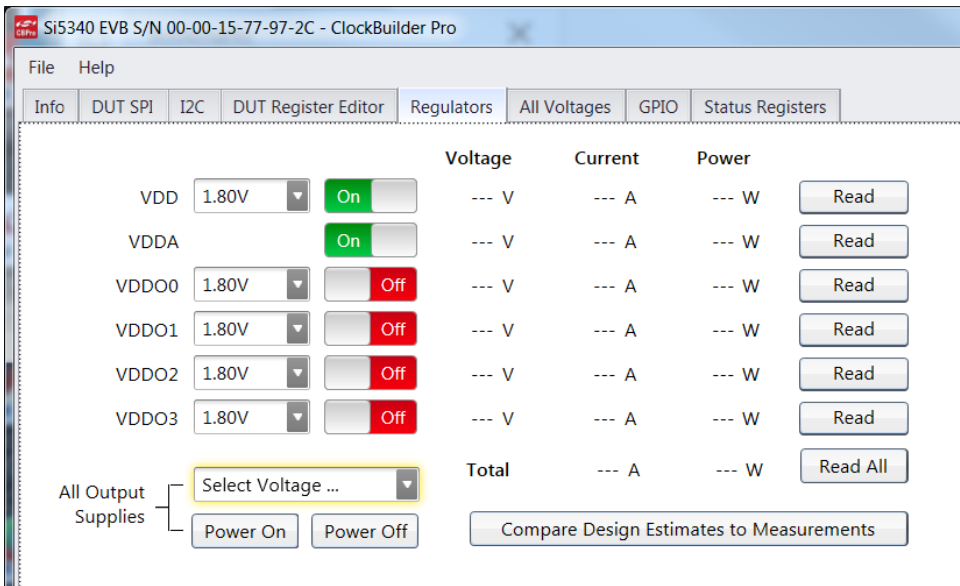 CBPro Si5340 EVB S/N 00-00-15-77-97-2C - ClockBuilder Pro
File Help
Info DUT SPI I2C DUT Register Editor Regulators All Voltages GPIO Status Registers
Voltage Current Power
VDD 1.80V On --- V --- A --- W Read
VDDA On --- V --- A --- W Read
VDDO0 1.80V Off --- V --- A --- W Read
VDDO1 1.80V Off --- V --- A --- W Read
VDDO2 1.80V Off --- V --- A --- W Read
VDDO3 1.80V Off --- V --- A --- W Read
Total --- A --- W Read All
All Output Supplies Select Voltage ...
Power On Power Off Compare Design Estimates to Measurements